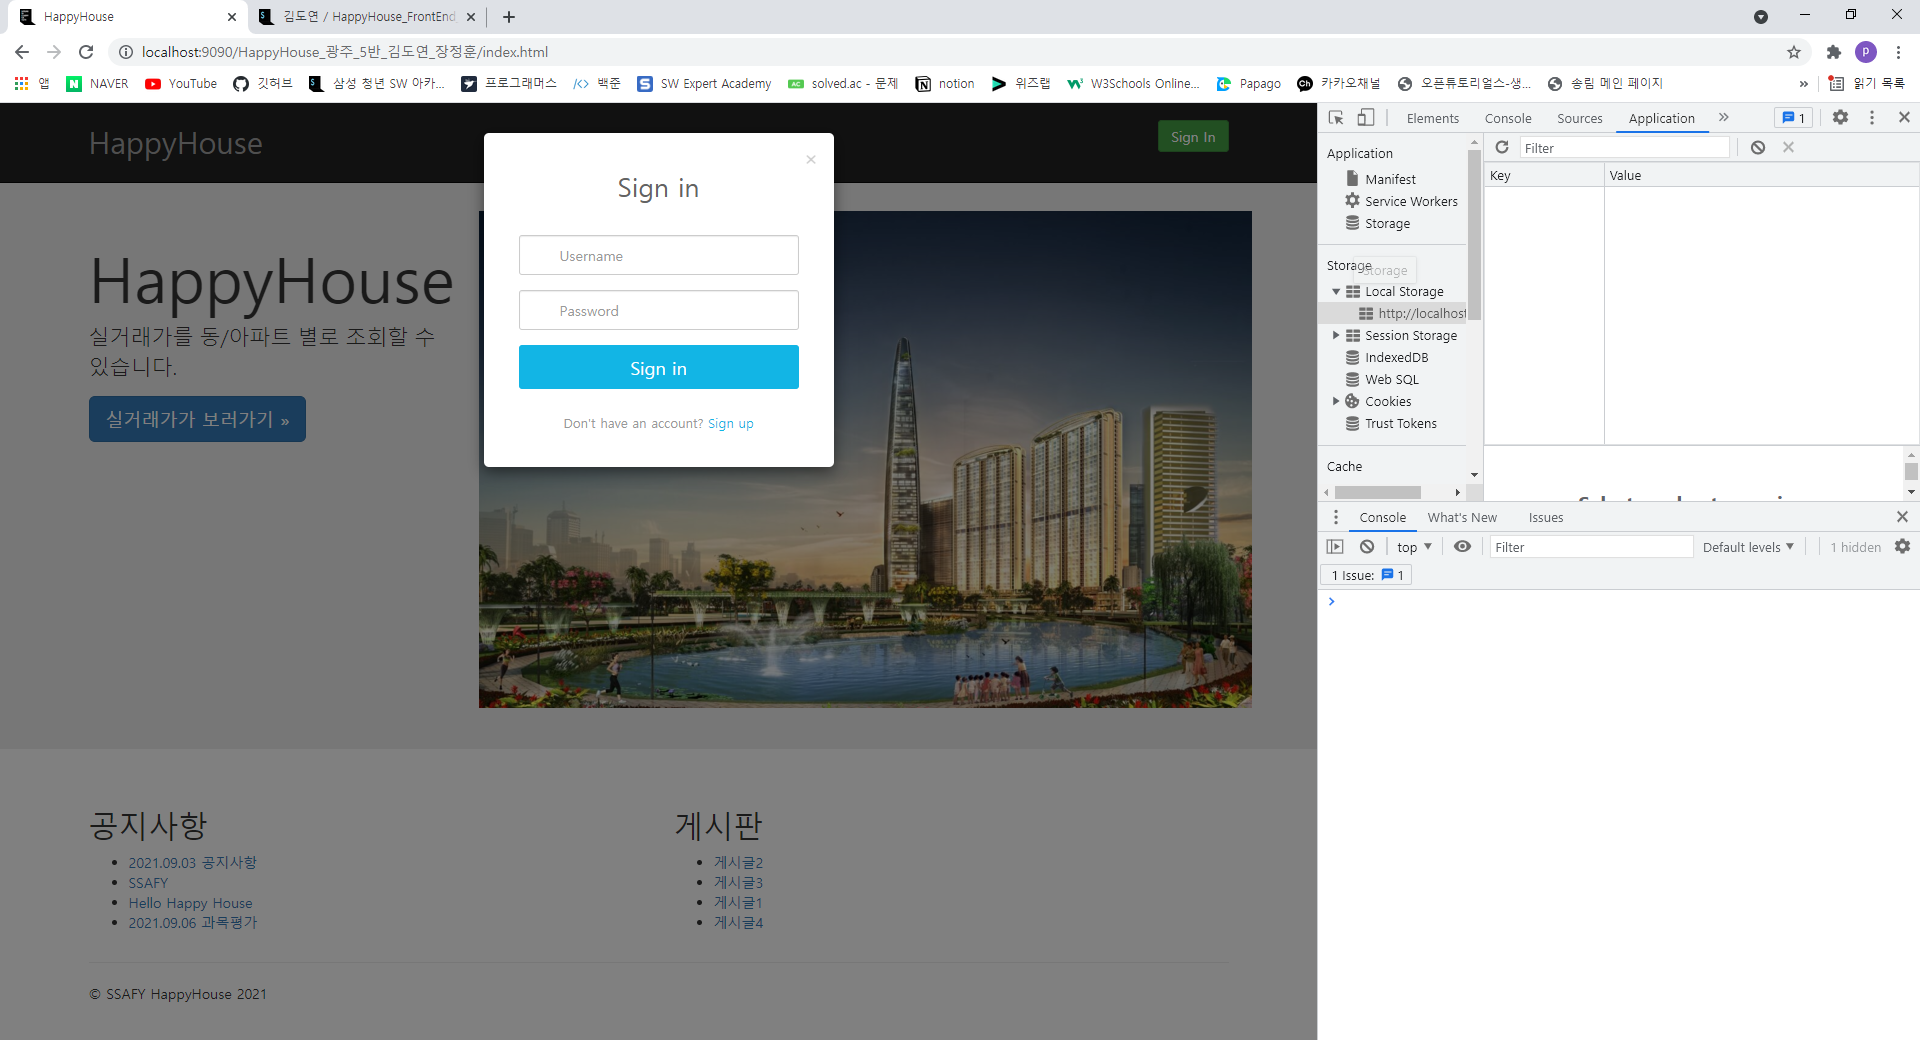 HappyHouse
김도연 / HappyHouse_FrontEnd
localhost:9090/HappyHouse_광주_5반_김도연_장정훈/index.html
앱
NAVER
YouTube
깃허브
삼성 청년 SW 아카...
프로그래머스
백준
SW Expert Academy
solved.ac - 문제
notion
위즈랩
W3Schools Online...
Papago
카카오채널
오픈튜토리얼스-생...
송림 메인 페이지
»
읽기 목록
HappyHouse
Sign In
Sign in
Username
Password
Sign in
Don't have an account? Sign up
HappyHouse
실거래가를 동/아파트 별로 조회할 수
있습니다.
실거래가가 보러가기 »
공지사항
2021.09.03 공지사항
SSAFY
Hello Happy House
2021.09.06 과목평가
게시판
게시글2
게시글3
게시글1
게시글4
© SSAFY HappyHouse 2021
Elements
Console
Sources
Application
»
1
Application
Manifest
Service Workers
Storage
Storage
Storage
Local Storage
http://localhost
Session Storage
IndexedDB
Web SQL
Cookies
Trust Tokens
Cache
Filter
Key
Value
Console
What's New
Issues
top
Filter
Default levels
1 hidden
1 Issue:
1